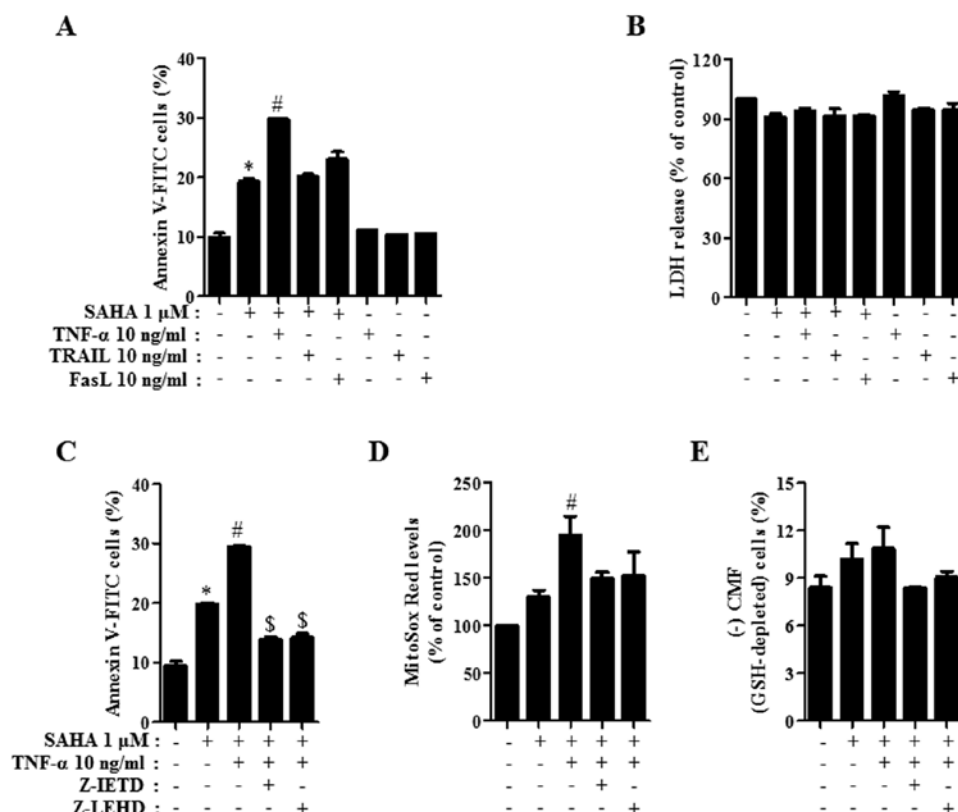 A
Annexin V-FITC cells (%)
40
30
20
10
0
*
#
SAHA 1 μM : - + + + + - - -
TNF-α 10 ng/ml : - - + - - + - -
TRAIL 10 ng/ml : - - - + - - + -
FasL 10 ng/ml : - - - - + - - +
B
LDH release (% of control)
120
90
60
30
0
- + + + + - - -
- - + - - + - -
- - - + - - + -
- - - - + - - +
C
Annexin V-FITC cells (%)
40
30
20
10
0
*
#
$ $
SAHA 1 μM : - + + + +
TNF-α 10 ng/ml : - - + + +
Z-IETD : - - - + -
Z-LEHD : - - - - +
D
MitoSox Red levels
(% of control)
250
200
150
100
50
0
#
- + + + +
- - + + +
- - - + -
- - - - +
E
(-) CMF
(GSH-depleted) cells (%)
15
12
9
6
3
0
- + + + +
- - + + +
- - - + -
- - - - +